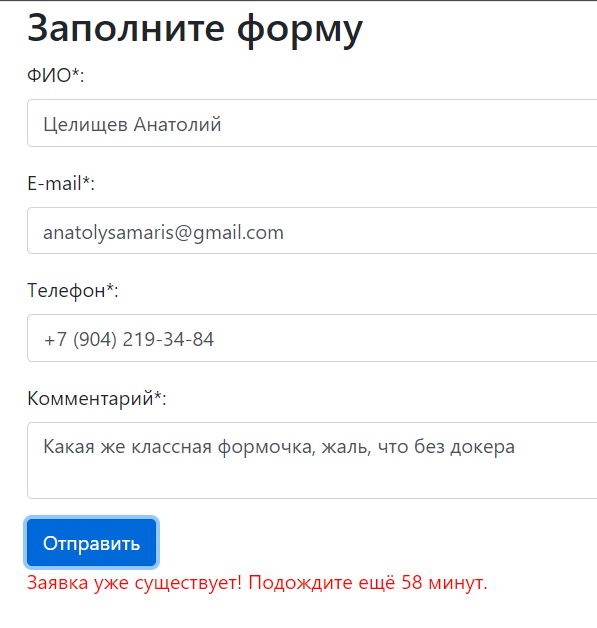 Заполните форму
ФИО*:
Целищев Анатолий
E-mail*:
anatolysamaris@gmail.com
Телефон*:
+7 (904) 219-34-84
Комментарий*:
Какая же классная формочка, жаль, что без докера
Отправить
Заявка уже существует! Подождите ещё 58 минут.